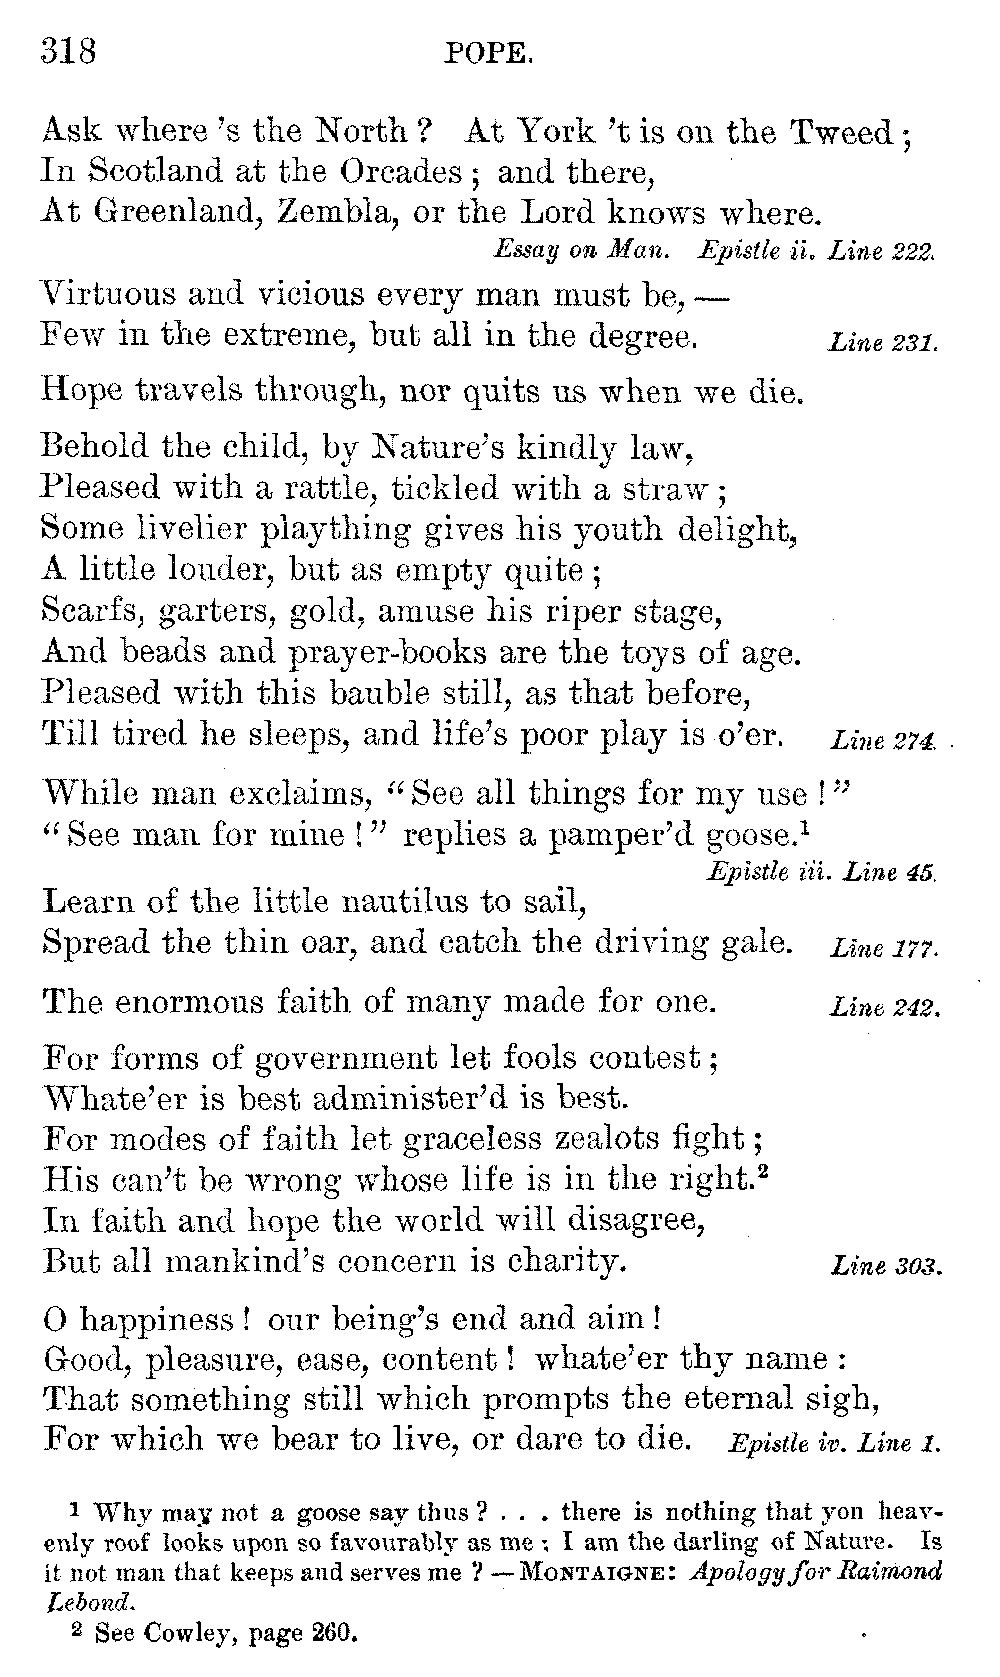 318 POPE.
Ask where 's the North ? At York 't is on the Tweed ;
In Scotland at the Orcades ; and there,
At Greenland, Zembla, or the Lord knows where.
Essay on Man. Epistle ii. Line 222.
Virtuous and vicious every man must be, —
Few in the extreme, but all in the degree. Line 231.
Hope travels through, nor quits us when we die.
Behold the child, by Nature's kindly law,
Pleased with a rattle, tickled with a straw ;
Some livelier plaything gives his youth delight,
A little louder, but as empty quite ;
Scarfs, garters, gold, amuse his riper stage,
And beads and prayer-books are the toys of age.
Pleased with this bauble still, as that before,
Till tired he sleeps, and life's poor play is o'er. Line 274.
While man exclaims, “See all things for my use !”
“See man for mine !” replies a pamper'd goose.¹
Epistle iii. Line 45.
Learn of the little nautilus to sail,
Spread the thin oar, and catch the driving gale. Line 177.
The enormous faith of many made for one. Line 242.
For forms of government let fools contest ;
Whate'er is best administer'd is best.
For modes of faith let graceless zealots fight ;
His can't be wrong whose life is in the right.²
In faith and hope the world will disagree,
But all mankind's concern is charity. Line 303.
O happiness ! our being's end and aim !
Good, pleasure, ease, content ! whate'er thy name :
That something still which prompts the eternal sigh,
For which we bear to live, or dare to die. Epistle iv. Line 1.
¹ Why may not a goose say thus ? . . . there is nothing that yon heav-
enly roof looks upon so favourably as me ; I am the darling of Nature. Is
it not man that keeps and serves me ? — MONTAIGNE: Apology for Raimond
Lebond.
² See Cowley, page 260.